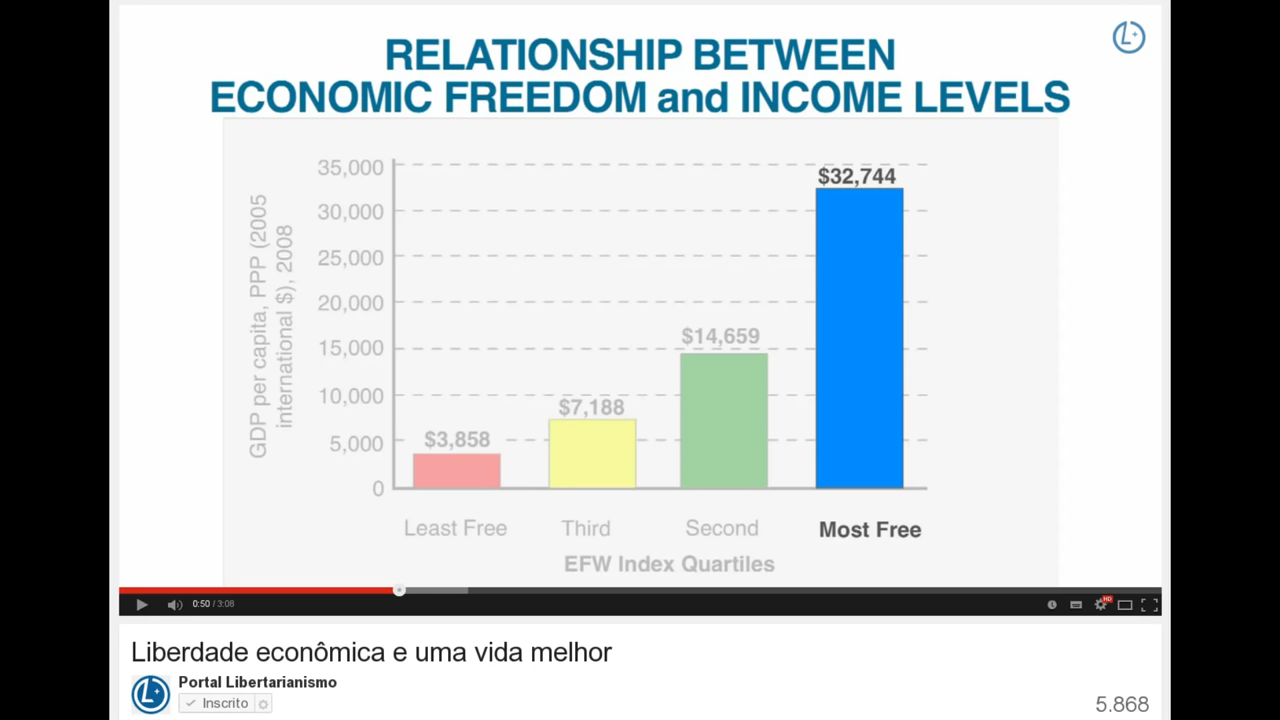 RELATIONSHIP BETWEEN
ECONOMIC FREEDOM and INCOME LEVELS
GDP per capita, PPP (2005
international $), 2008
35,000
30,000
25,000
20,000
15,000
10,000
5,000
0
$3,858
$7,188
$14,659
$32,744
Least Free
Third
Second
Most Free
EFW Index Quartiles
0:50 / 3:08
HD
Liberdade econômica e uma vida melhor
Portal Libertarianismo
Inscrito
5.868